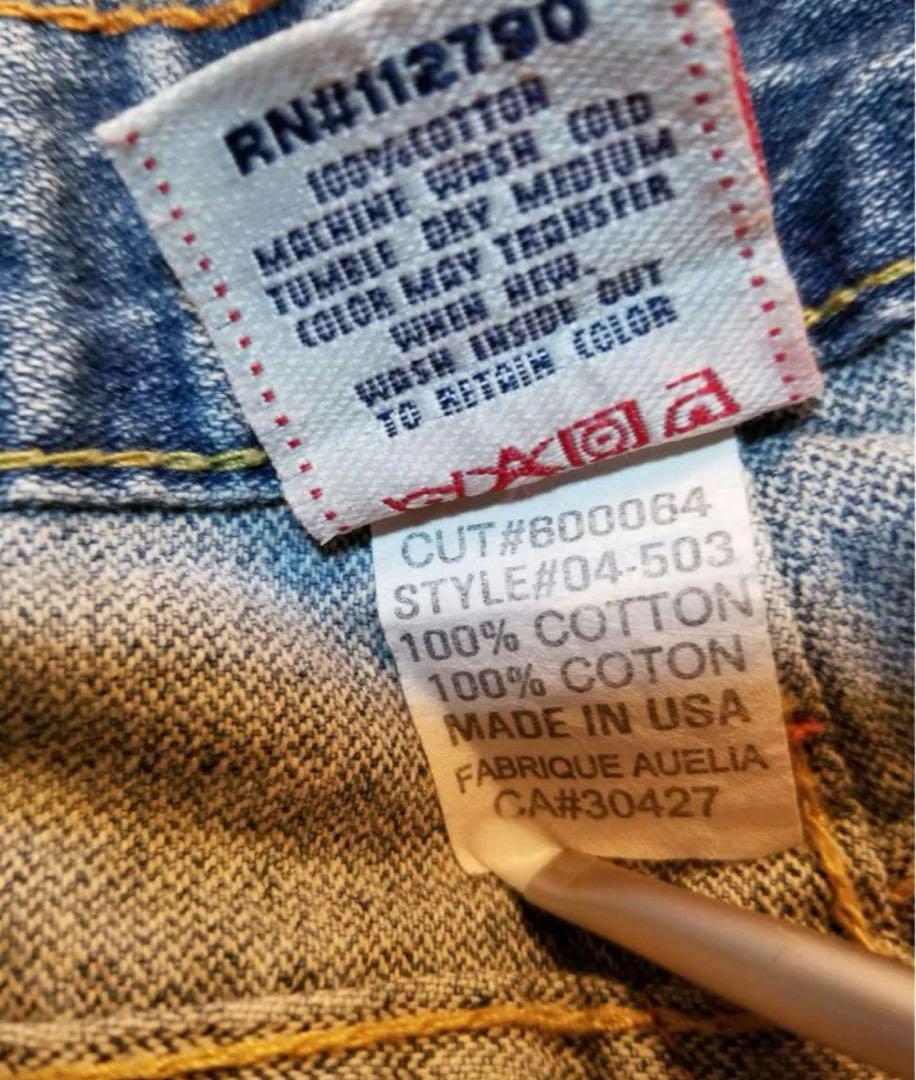 RN#112790
100%COTTON
MACHINE WASH COLD
TUMBLE DRY MEDIUM
COLOR MAY TRANSFER
WHEN NEW.
WASH INSIDE OUT
TO RETAIN COLOR
CUT#600064
STYLE#04-503
100% COTTON
100% COTON
MADE IN USA
FABRIQUE AUELIA
CA#30427